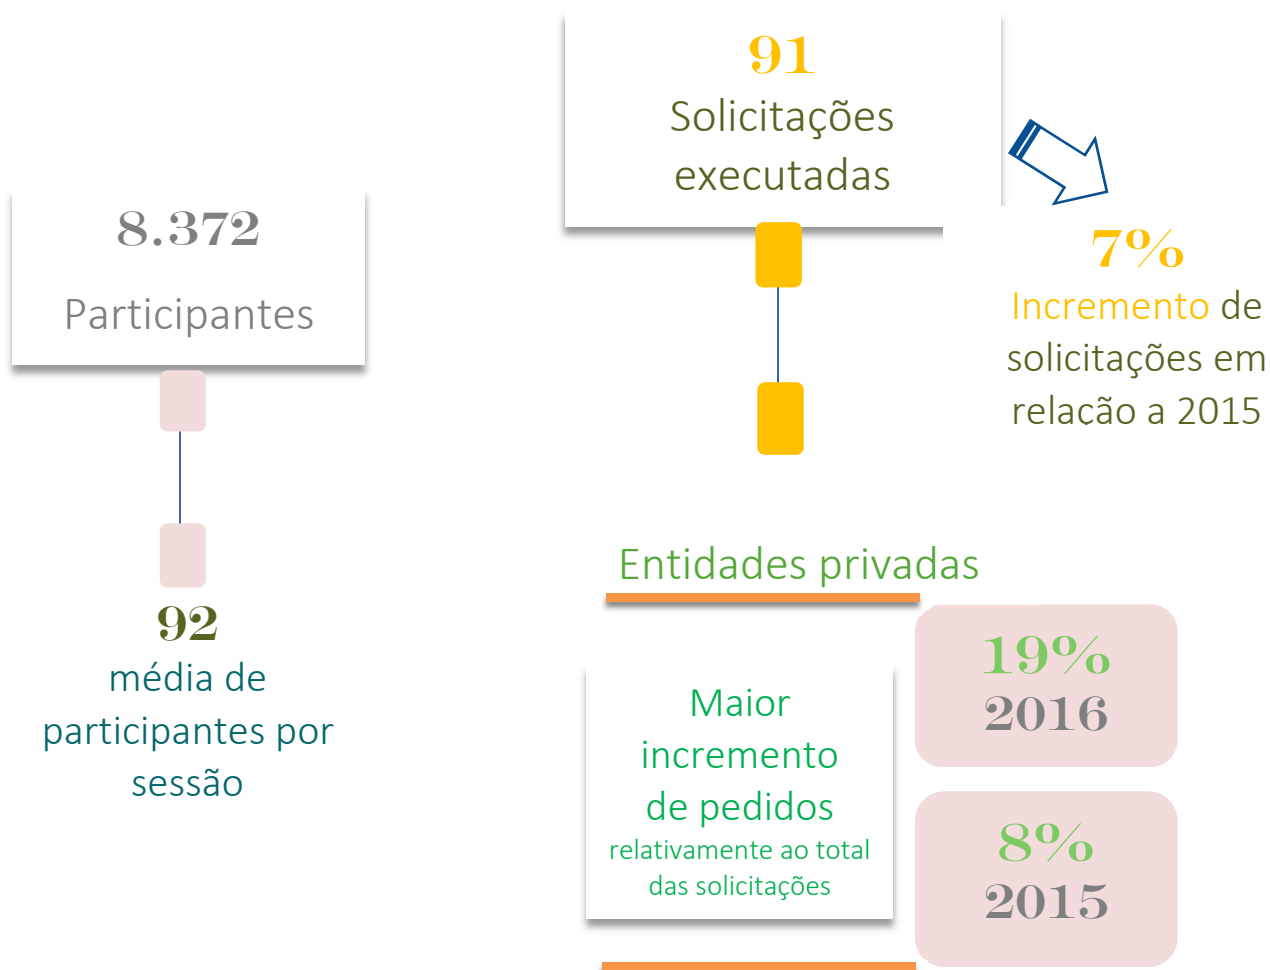 8.372
Participantes
92
média de
participantes por
sessão
91
Solicitações
executadas
7%
Incremento de
solicitações em
relação a 2015
Entidades privadas
Maior
incremento
de pedidos
relativamente ao total
das solicitações
19%
2016
8%
2015